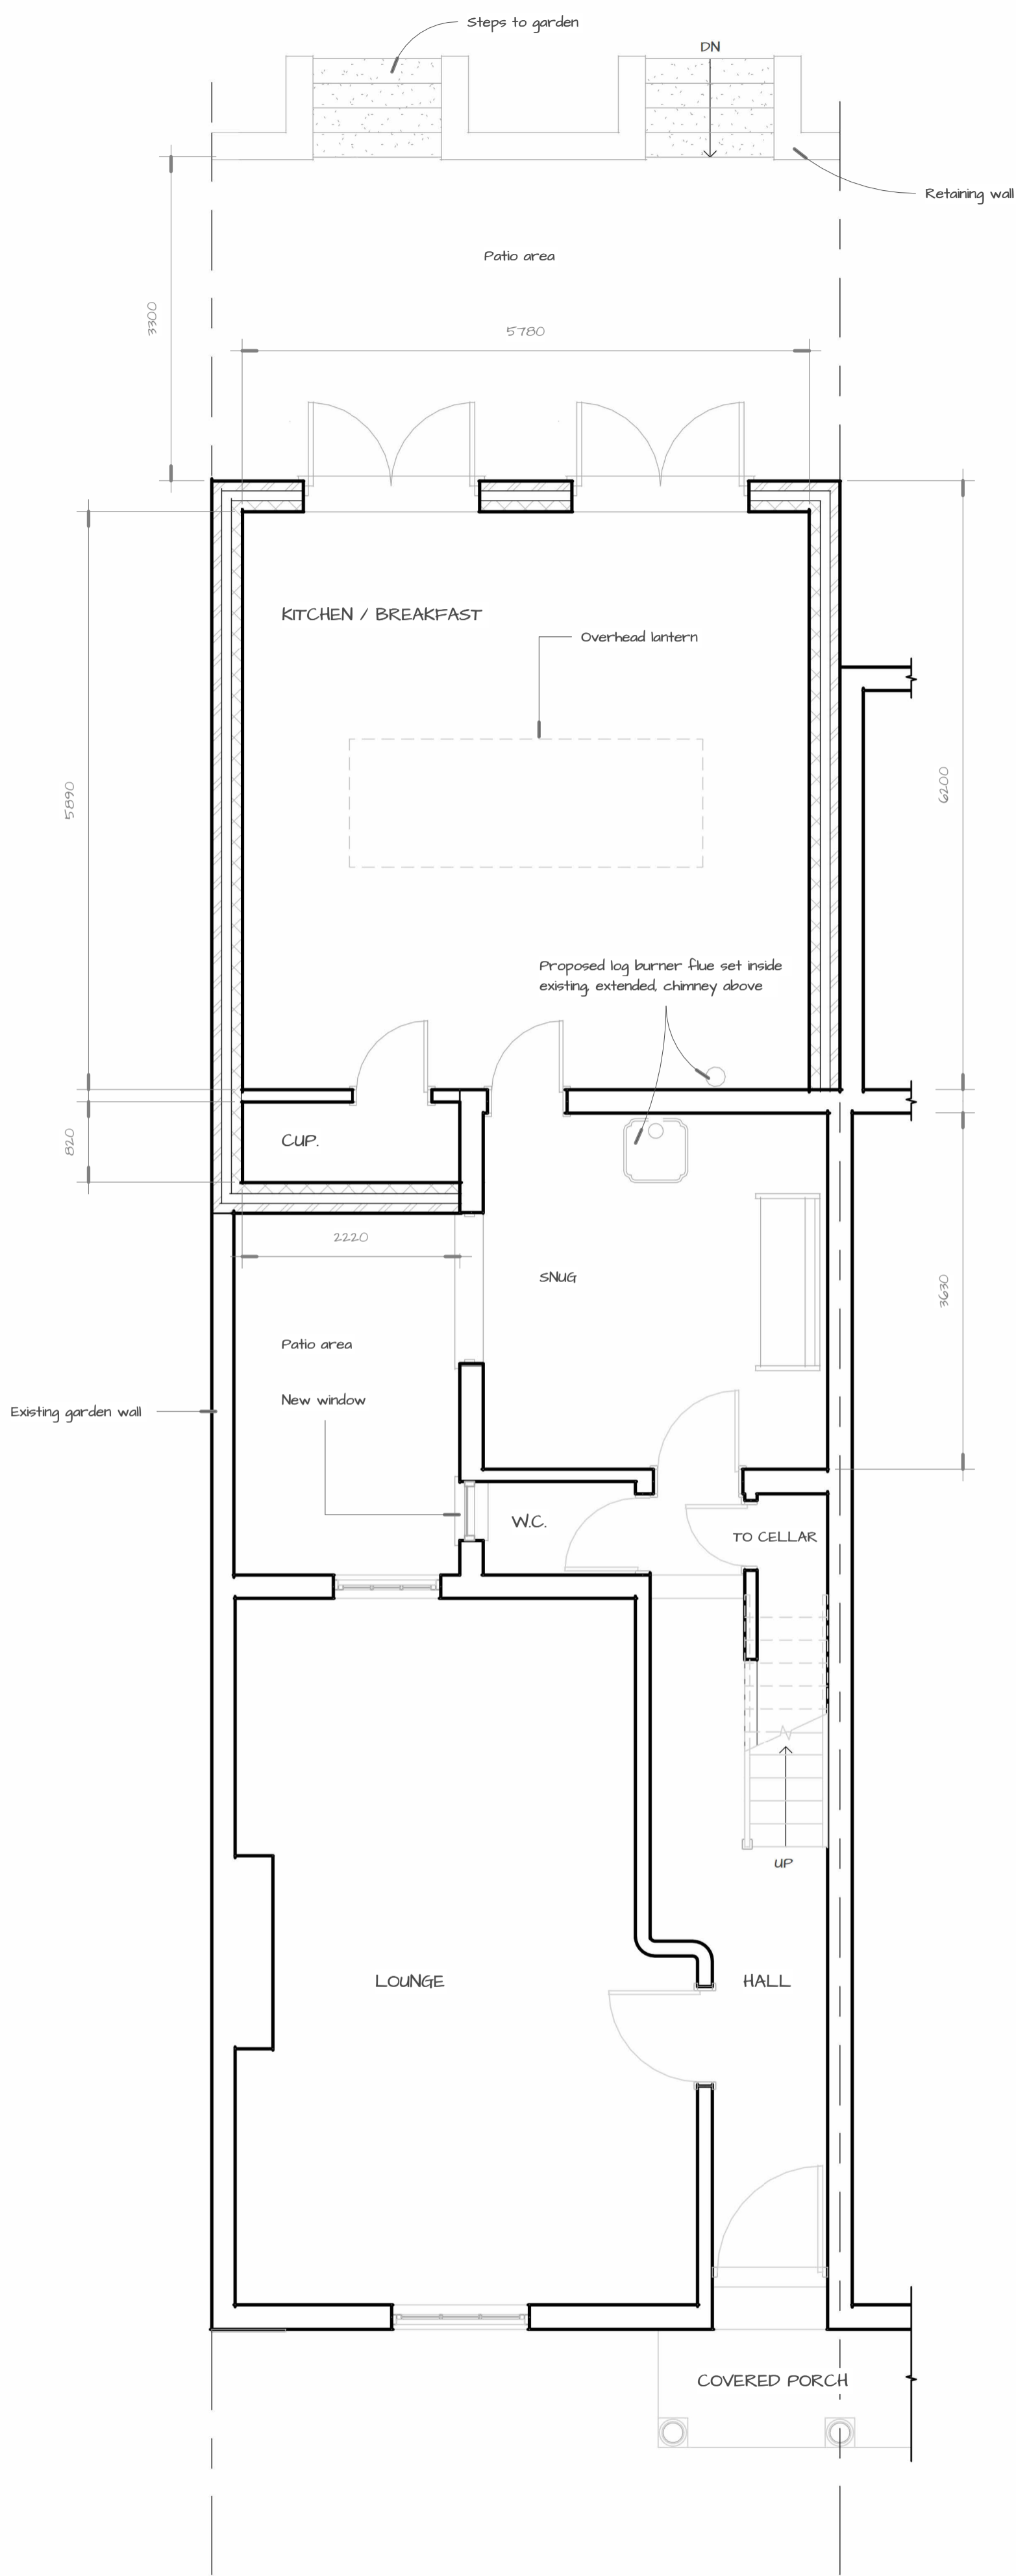 Steps to garden
DN
Retaining wall
Patio area
3300
5780
KITCHEN / BREAKFAST
Overhead lantern
5890
6200
Proposed log burner flue set inside
existing, extended, chimney above
820
CUP.
2220
SNUG
3630
Patio area
New window
Existing garden wall
W.C.
TO CELLAR
UP
LOUNGE
HALL
COVERED PORCH